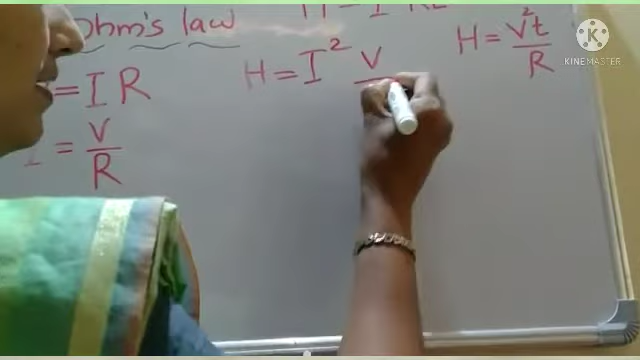 Ohm's law
= I R
I = V/R
H = I² V
H = V²t/R
KINEMASTER